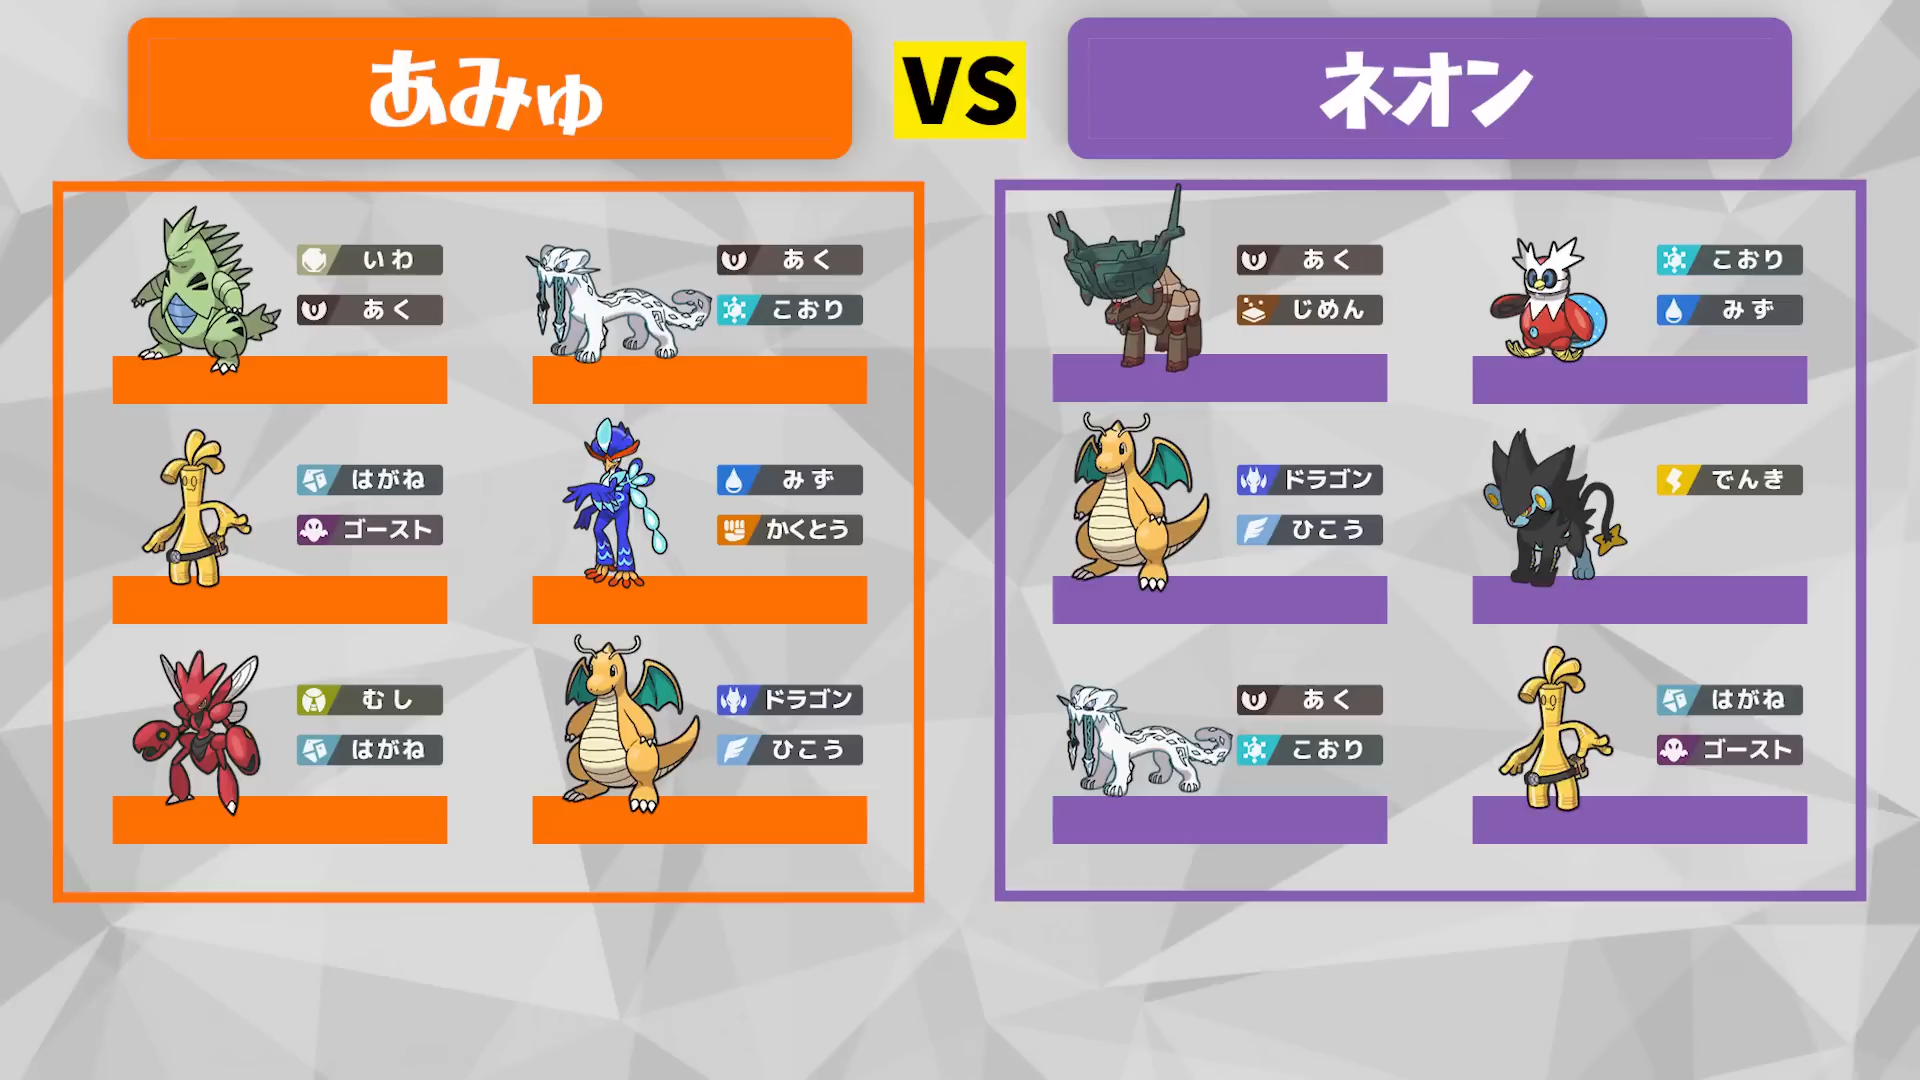 あみゅ
VS
ネオン
いわ
あく
あく
こおり
はがね
ゴースト
みず
かくとう
むし
はがね
ドラゴン
ひこう
あく
じめん
こおり
みず
ドラゴン
ひこう
でんき
あく
こおり
はがね
ゴースト